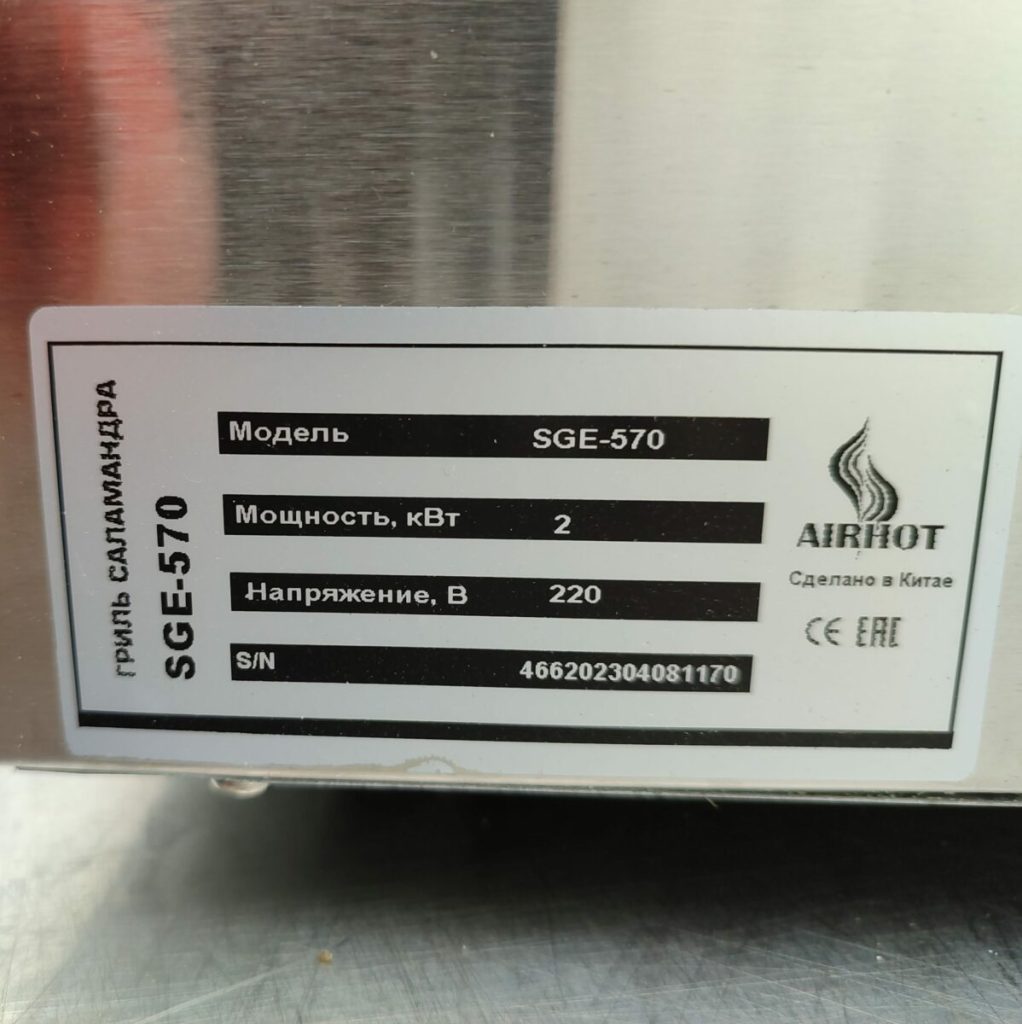 ГРИЛЬ САЛАМАНДРА
SGE-570
Модель SGE-570
Мощность, кВт 2
Напряжение, В 220
S/N 466202304081170
AIRHOT
Сделано в Китае
CE EAC